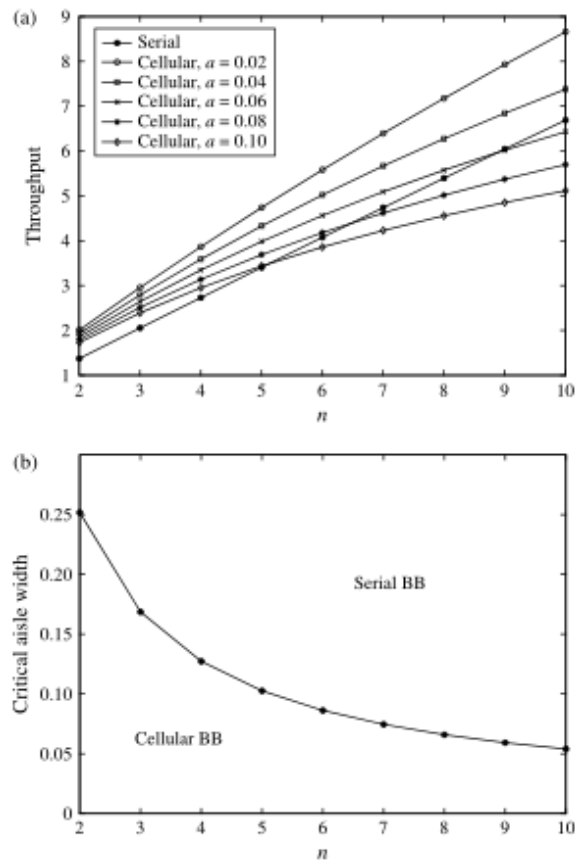 (a)
9
8
7
6
5
4
3
2
1
Throughput
Serial
Cellular, a = 0.02
Cellular, a = 0.04
Cellular, a = 0.06
Cellular, a = 0.08
Cellular, a = 0.10
2 3 4 5 6 7 8 9 10
n
(b)
0.25
0.20
0.15
0.10
0.05
0
Critical aisle width
Serial BB
Cellular BB
2 3 4 5 6 7 8 9 10
n